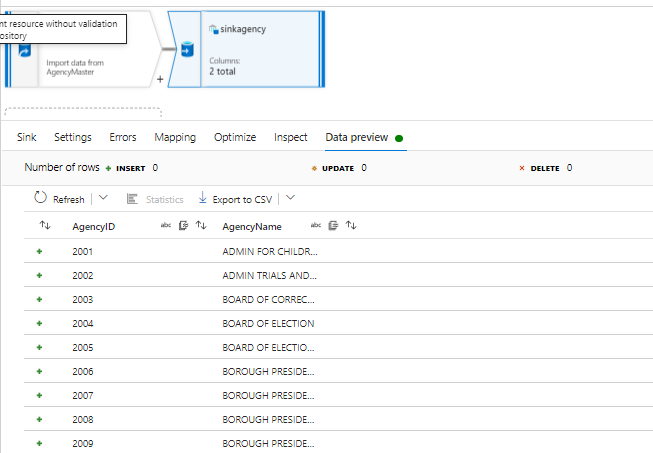 nt resource without validation
ository
Import data from
AgencyMaster
+
sinkagency
Columns:
2 total
Sink Settings Errors Mapping Optimize Inspect Data preview
Number of rows + INSERT 0 UPDATE 0 × DELETE 0
Refresh Statistics Export to CSV
AgencyID abc AgencyName abc
+ 2001 ADMIN FOR CHILDR...
+ 2002 ADMIN TRIALS AND...
+ 2003 BOARD OF CORREC...
+ 2004 BOARD OF ELECTION
+ 2005 BOARD OF ELECTIO...
+ 2006 BOROUGH PRESIDE...
+ 2007 BOROUGH PRESIDE...
+ 2008 BOROUGH PRESIDE...
+ 2009 BOROUGH PRESIDE...